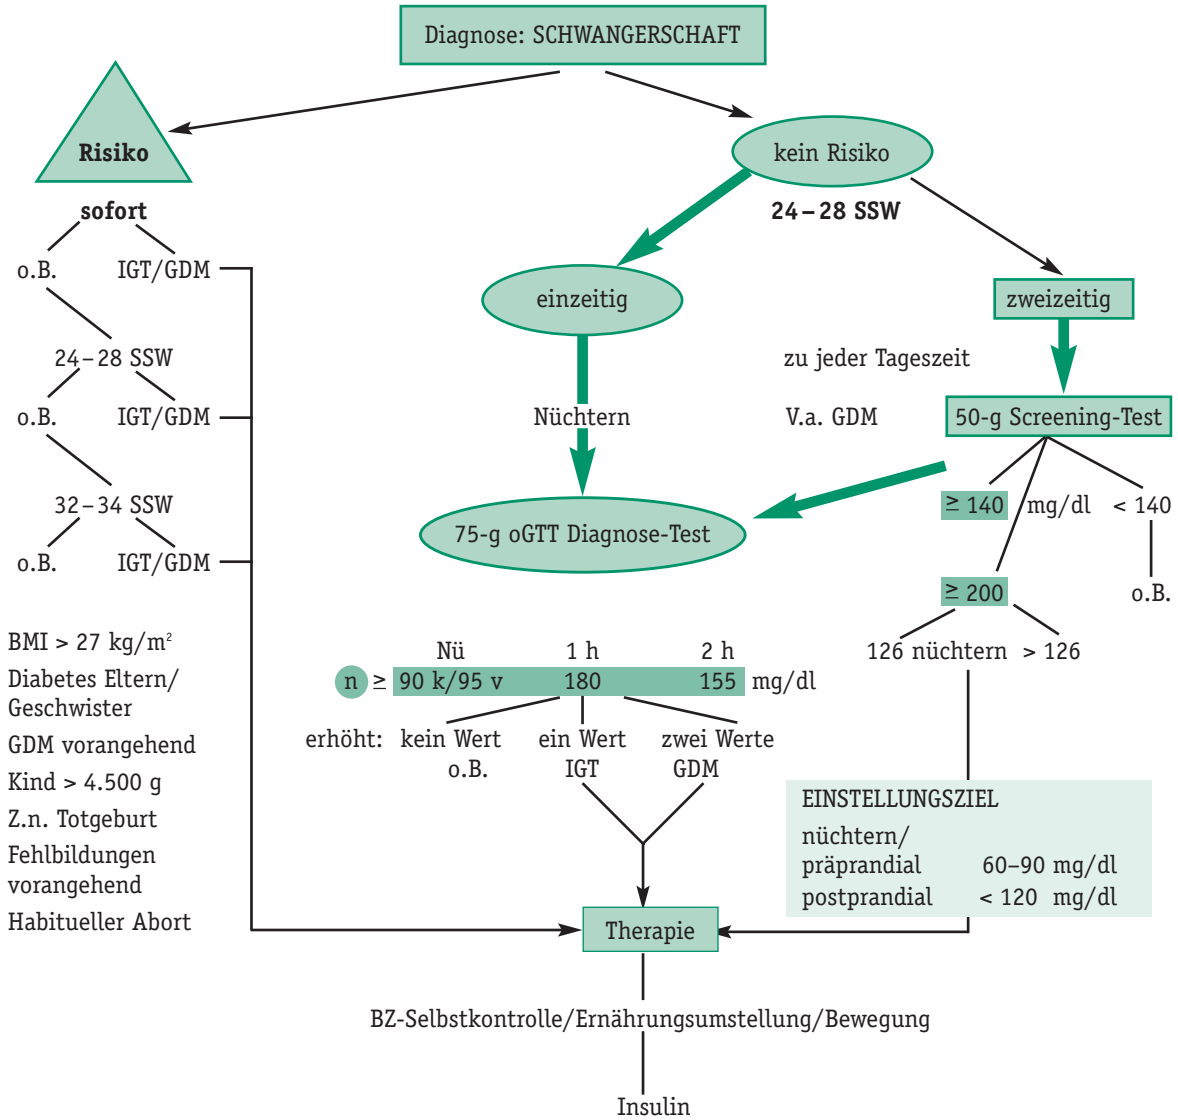 Diagnose: SCHWANGERSCHAFT
Risiko
kein Risiko
sofort
24–28 SSW
o.B. IGT/GDM
einzeitig
zweizeitig
24–28 SSW
zu jeder Tageszeit
o.B. IGT/GDM
Nüchtern
V.a. GDM
50-g Screening-Test
32–34 SSW
≥ 140 mg/dl < 140
75-g oGTT Diagnose-Test
o.B. IGT/GDM
≥ 200
o.B.
BMI > 27 kg/m²
Diabetes Eltern/
Geschwister
GDM vorangehend
Kind > 4.500 g
Z.n. Totgeburt
Fehlbildungen
vorangehend
Habitueller Abort
Nü 1 h 2 h
n ≥ 90 k/95 v 180 155 mg/dl
erhöht: kein Wert ein Wert zwei Werte
o.B. IGT GDM
126 nüchtern > 126
EINSTELLUNGSZIEL
nüchtern/
präprandial 60–90 mg/dl
postprandial < 120 mg/dl
Therapie
BZ-Selbstkontrolle/Ernährungsumstellung/Bewegung
Insulin